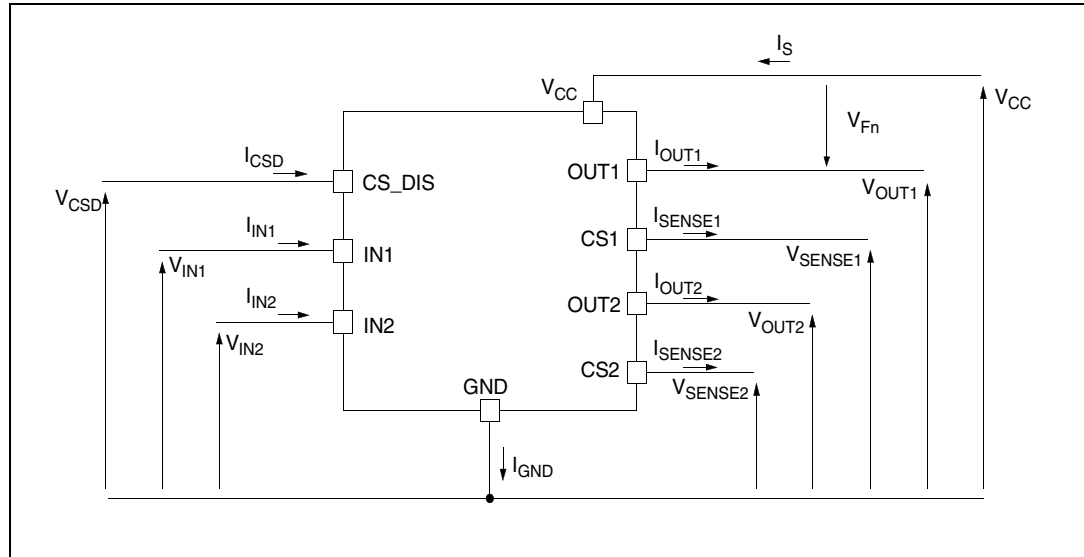 I_S
V_CC
V_CC
V_Fn
I_CSD
I_OUT1
V_CSD
CS_DIS
OUT1
V_OUT1
I_IN1
I_SENSE1
V_IN1
IN1
CS1
V_SENSE1
I_IN2
I_OUT2
V_IN2
IN2
OUT2
V_OUT2
I_SENSE2
CS2
V_SENSE2
GND
I_GND